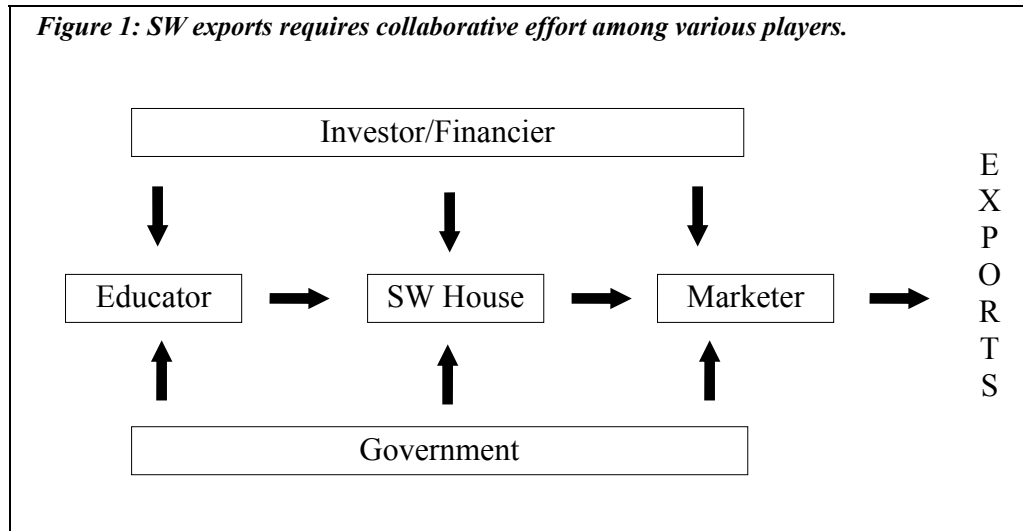 Figure 1: SW exports requires collaborative effort among various players.
Investor/Financier
Educator
SW House
Marketer
Government
E
X
P
O
R
T
S